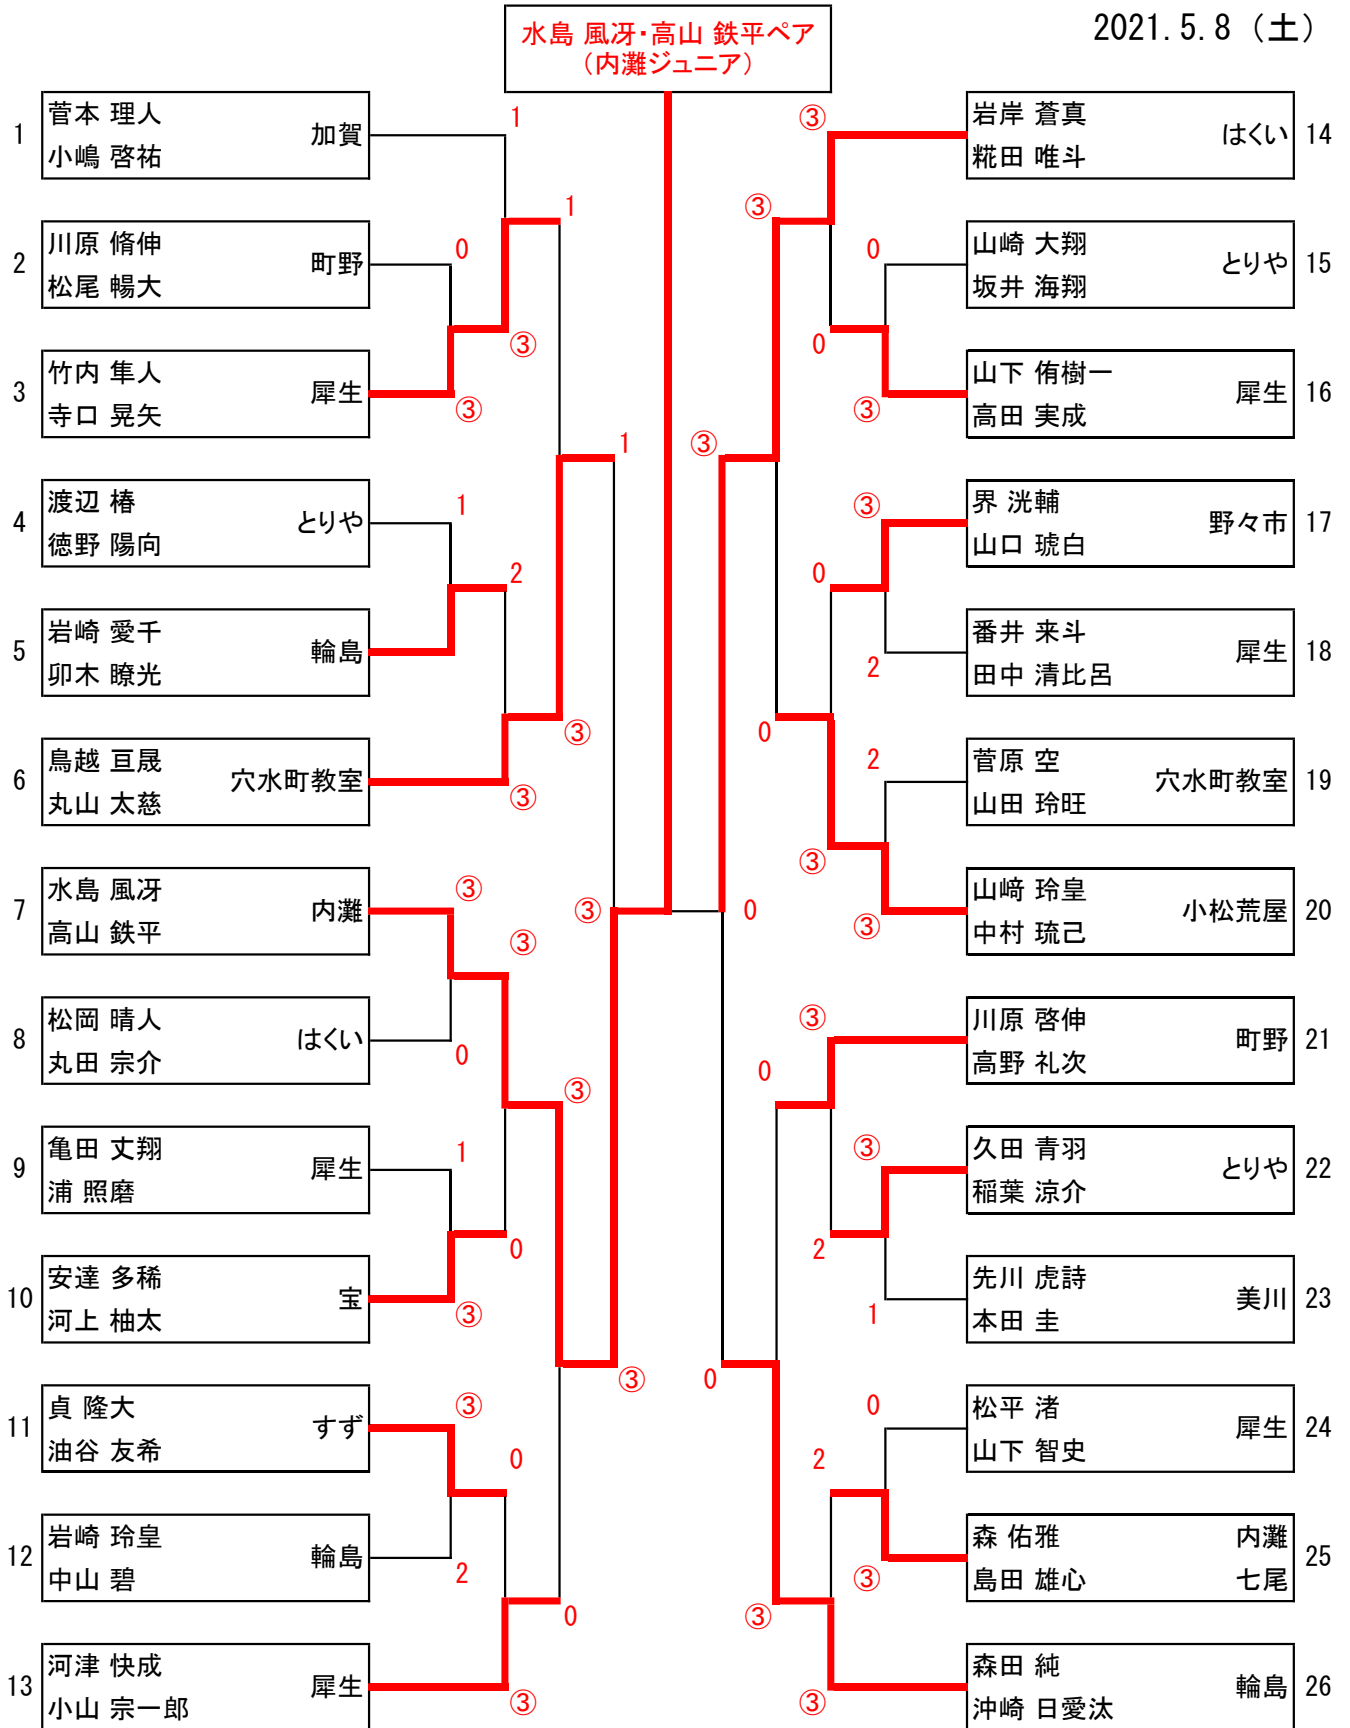 水島 風冴・高山 鉄平ペア
（内灘ジュニア）
2021.5.8（土）
1
菅本 理人
小嶋 啓祐
加賀
2
川原 脩伸
松尾 暢大
町野
3
竹内 隼人
寺口 晃矢
犀生
4
渡辺 椿
徳野 陽向
とりや
5
岩崎 愛千
卯木 瞭光
輪島
6
鳥越 亘晟
丸山 太慈
穴水町教室
7
水島 風冴
高山 鉄平
内灘
8
松岡 晴人
丸田 宗介
はくい
9
亀田 丈翔
浦 照磨
犀生
10
安達 多稀
河上 柚太
宝
11
貞 隆大
油谷 友希
すず
12
岩崎 玲皇
中山 碧
輪島
13
河津 快成
小山 宗一郎
犀生
1
0
③
③
1
1
2
③
③
1
③
③
0
③
1
0
③
③
③
③
0
2
0
③
0
③
0
③
0
③
0
③
③
③
0
2
2
③
③
0
③
0
③
2
1
0
0
2
③
③
③
岩岸 蒼真
糀田 唯斗
はくい
14
山崎 大翔
坂井 海翔
とりや
15
山下 侑樹一
高田 実成
犀生
16
界 洸輔
山口 琥白
野々市
17
番井 来斗
田中 清比呂
犀生
18
菅原 空
山田 玲旺
穴水町教室
19
山﨑 玲皇
中村 琉己
小松荒屋
20
川原 啓伸
高野 礼次
町野
21
久田 青羽
稲葉 涼介
とりや
22
先川 虎詩
本田 圭
美川
23
松平 渚
山下 智史
犀生
24
森 佑雅
島田 雄心
内灘
七尾
25
森田 純
沖崎 日愛汰
輪島
26